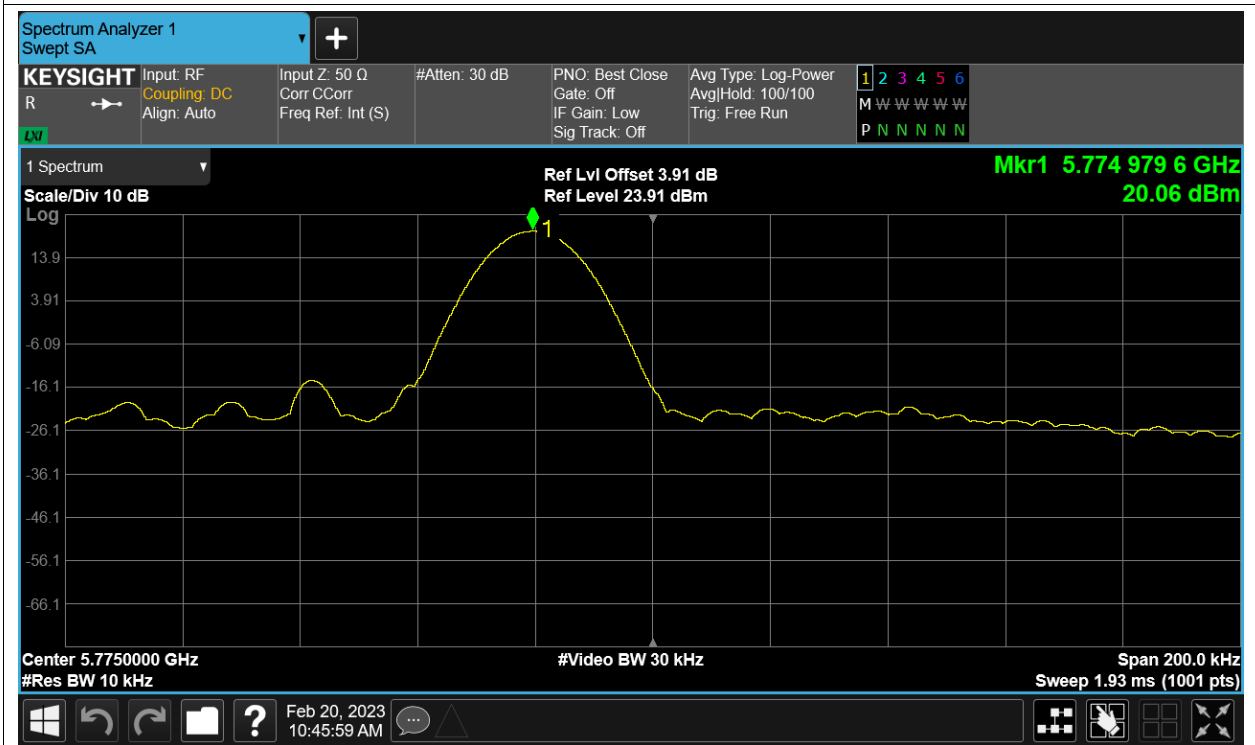 Spectrum Analyzer 1
Swept SA
+
KEYSIGHT
R
LXI
Input: RF
Coupling: DC
Align: Auto
Input Z: 50 Ω
Corr CCorr
Freq Ref: Int (S)
#Atten: 30 dB
PNO: Best Close
Gate: Off
IF Gain: Low
Sig Track: Off
Avg Type: Log-Power
Avg|Hold: 100/100
Trig: Free Run
1 2 3 4 5 6
M W W W W W W
P N N N N N N
1 Spectrum
Scale/Div 10 dB
Ref Lvl Offset 3.91 dB
Ref Level 23.91 dBm
Mkr1 5.774 979 6 GHz
20.06 dBm
Log
1
13.9
3.91
-6.09
-16.1
-26.1
-36.1
-46.1
-56.1
-66.1
Center 5.7750000 GHz
#Video BW 30 kHz
Span 200.0 kHz
#Res BW 10 kHz
Sweep 1.93 ms (1001 pts)
?
Feb 20, 2023
10:45:59 AM